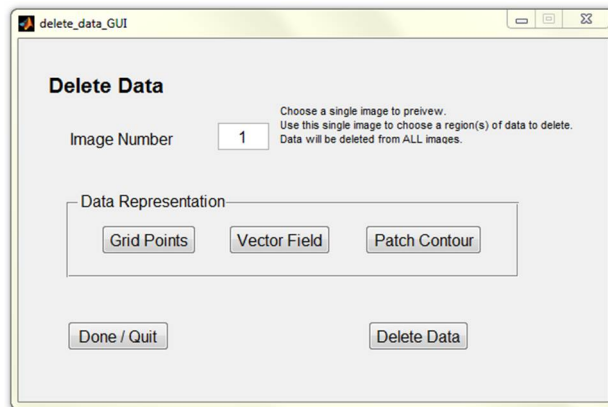 delete_data_GUI
Delete Data
Image Number
1
Choose a single image to preivew.
Use this single image to choose a region(s) of data to delete.
Data will be deleted from ALL images.
Data Representation
Grid Points
Vector Field
Patch Contour
Done / Quit
Delete Data